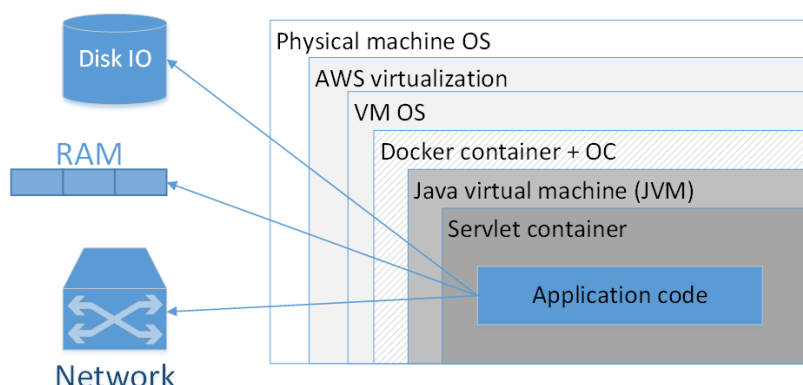 Disk IO
RAM
Network
Physical machine OS
AWS virtualization
VM OS
Docker container + OC
Java virtual machine (JVM)
Servlet container
Application code